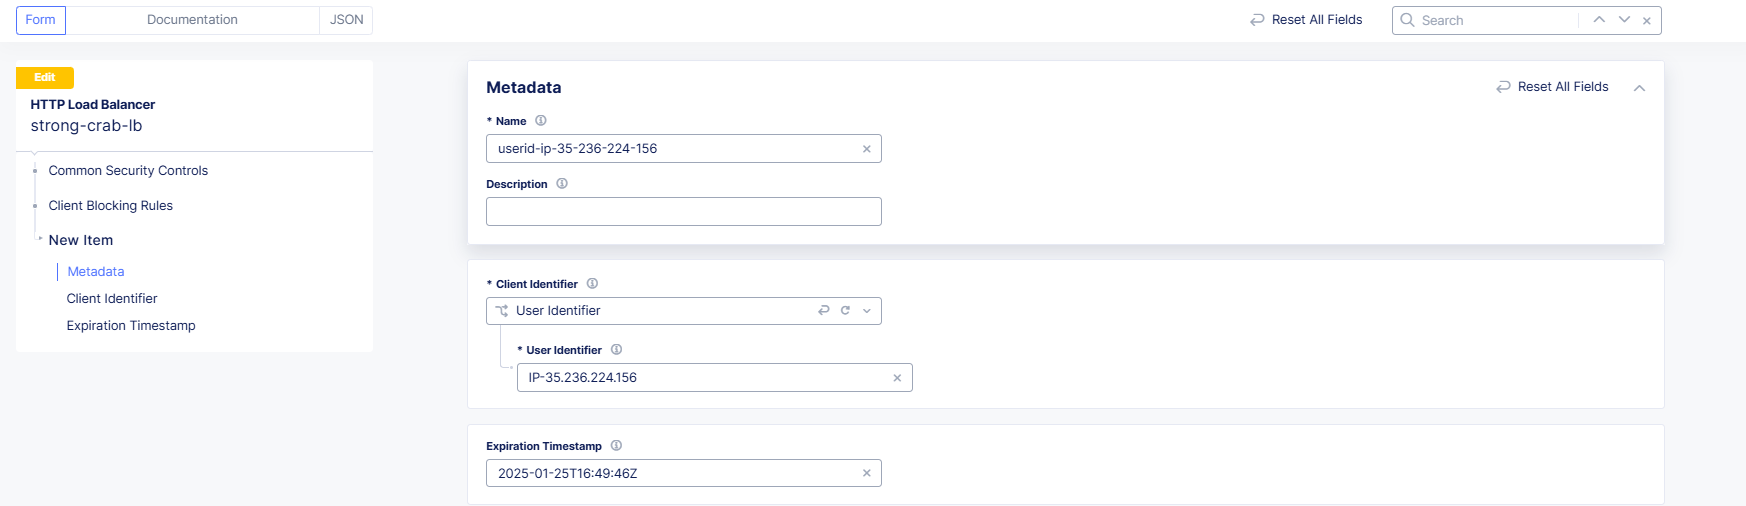 Form
Documentation
JSON
Reset All Fields
Search
Edit
HTTP Load Balancer
strong-crab-lb
Common Security Controls
Client Blocking Rules
New Item
Metadata
Client Identifier
Expiration Timestamp
Metadata
Reset All Fields
* Name
userid-ip-35-236-224-156
Description
* Client Identifier
User Identifier
* User Identifier
IP-35.236.224.156
Expiration Timestamp
2025-01-25T16:49:46Z